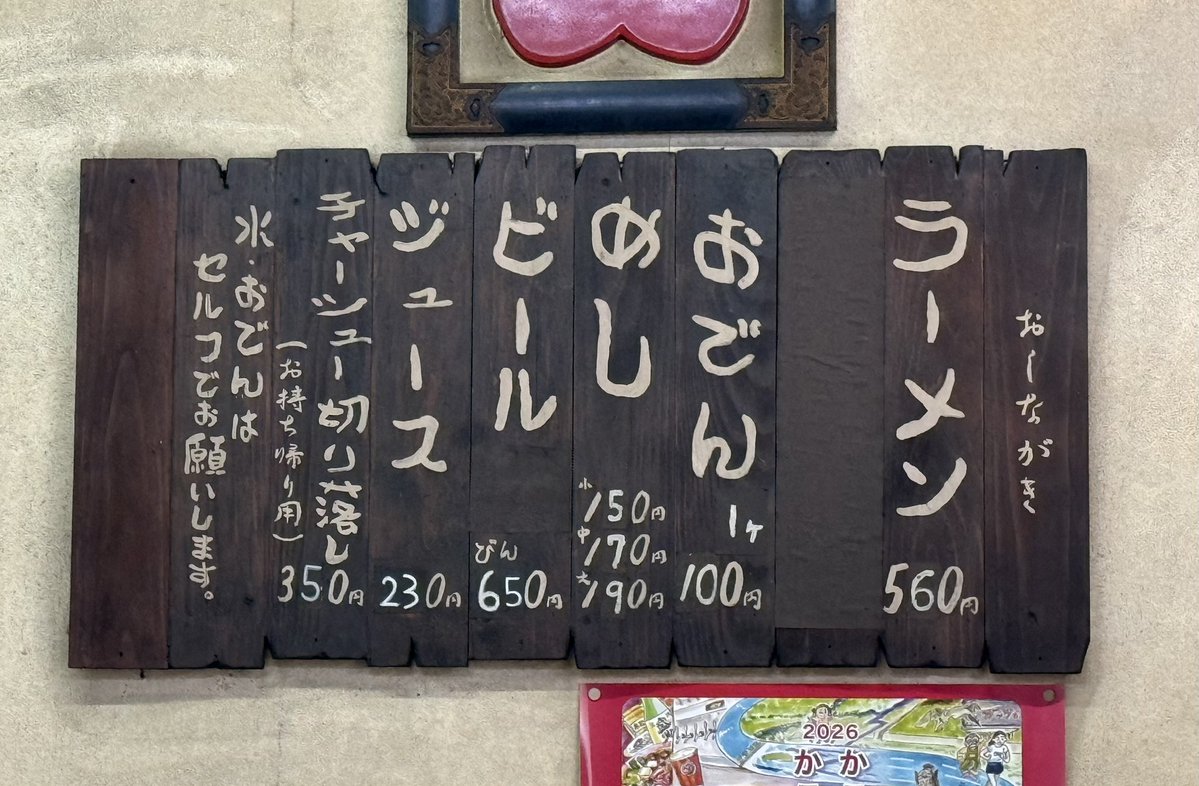 おしながき
ラーメン 560円
おでん 1ヶ 100円
めし 小 150円
中 170円
大 190円
ビール びん 650円
ジュース 230円
チャーシュー切り落し 350円
(お持ち帰り用)
水・おでんは
セルフでお願いします。
2026
かか